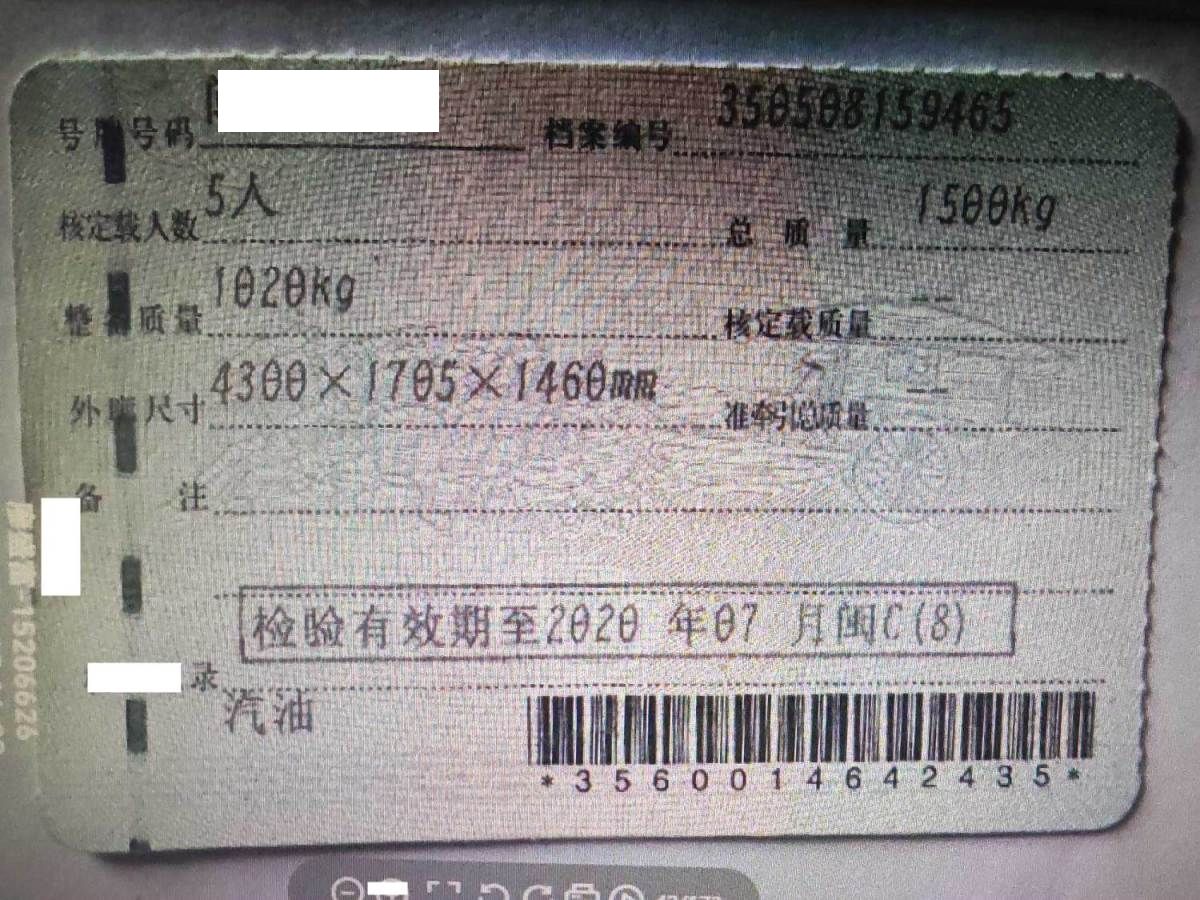 号牌号码 档案编号 350508159465
核定载人数 5人 总质量 1500kg
整备质量 1020kg 核定载质量 --
外廓尺寸 4300×1705×1460mm 准牵引总质量 --
备注
检验有效期至2020年07月闽C(8)
录
汽油
*3560014642435*
15206626